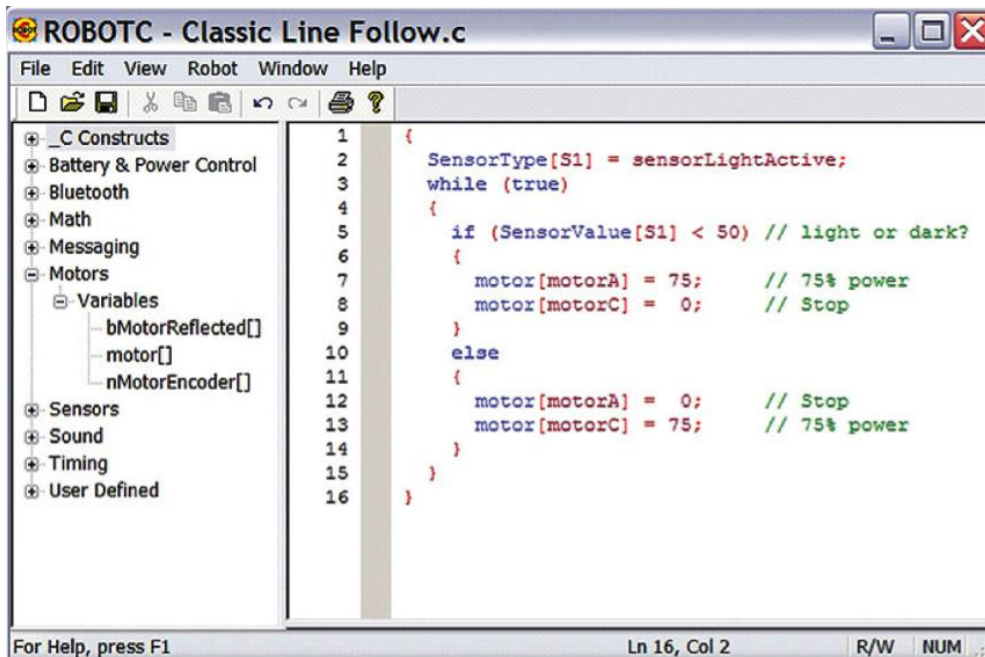 ROBOTC - Classic Line Follow.c
File Edit View Robot Window Help
_C Constructs
Battery & Power Control
Bluetooth
Math
Messaging
Motors
Variables
bMotorReflected[]
motor[]
nMotorEncoder[]
Sensors
Sound
Timing
User Defined
1 {
2 SensorType[S1] = sensorLightActive;
3 while (true)
4 {
5 if (SensorValue[S1] < 50) // light or dark?
6 {
7 motor[motorA] = 75; // 75% power
8 motor[motorC] = 0; // Stop
9 }
10 else
11 {
12 motor[motorA] = 0; // Stop
13 motor[motorC] = 75; // 75% power
14 }
15 }
16 }
For Help, press F1 Ln 16, Col 2 R/W NUM